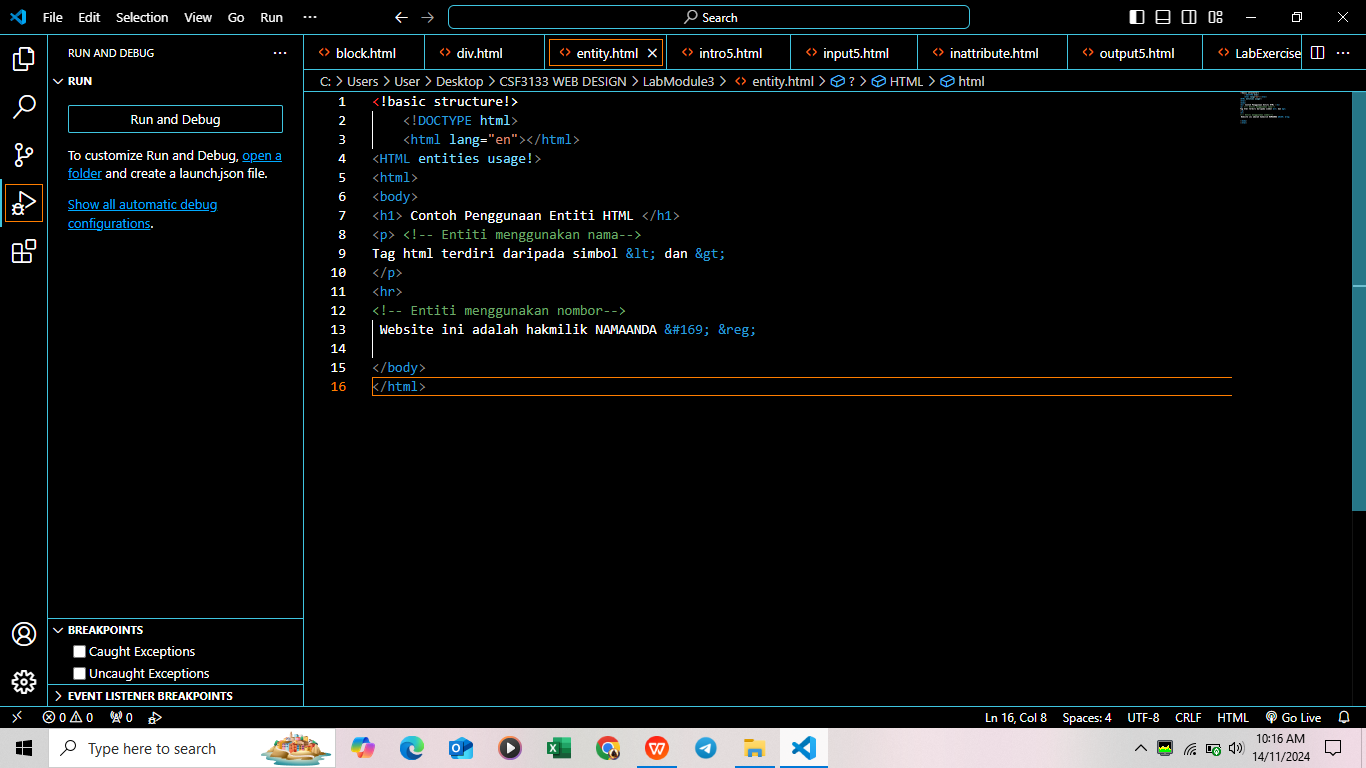 File Edit Selection View Go Run ··· ← → Search
RUN AND DEBUG ···
RUN
Run and Debug
To customize Run and Debug, open a
folder and create a launch.json file.
Show all automatic debug
configurations.
BREAKPOINTS
Caught Exceptions
Uncaught Exceptions
EVENT LISTENER BREAKPOINTS
block.html div.html entity.html intro5.html input5.html inattribute.html output5.html LabExercise ···
C: > Users > User > Desktop > CSF3133 WEB DESIGN > LabModule3 > entity.html > ? > HTML > html
1 <!basic structure!>
2     <!DOCTYPE html>
3     <html lang="en"></html>
4 <HTML entities usage!>
5 <html>
6 <body>
7 <h1> Contoh Penggunaan Entiti HTML </h1>
8 <p> <!-- Entiti menggunakan nama-->
9 Tag html terdiri daripada simbol &lt; dan &gt;
10 </p>
11 <hr>
12 <!-- Entiti menggunakan nombor-->
13  Website ini adalah hakmilik NAMAANDA &#169; &reg;
14
15 </body>
16 </html>
0 0 0 Ln 16, Col 8 Spaces: 4 UTF-8 CRLF HTML Go Live
Type here to search
10:16 AM
14/11/2024